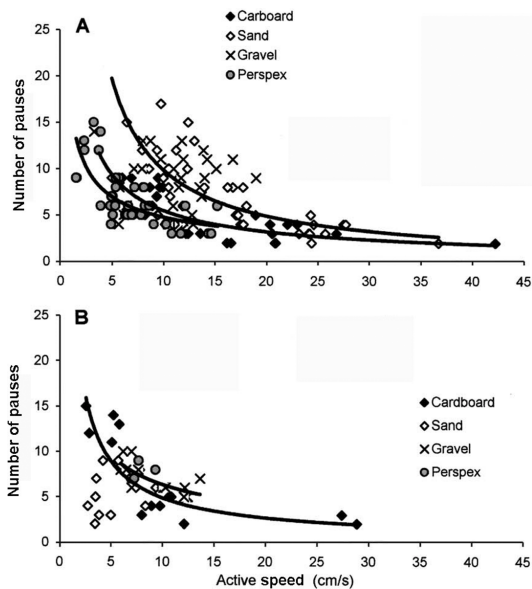 A
Carboard
Sand
Gravel
Perspex
Number of pauses
25
20
15
10
5
0
0 5 10 15 20 25 30 35 40 45
B
Cardboard
Sand
Gravel
Perspex
Number of pauses
25
20
15
10
5
0
0 5 10 15 20 25 30 35 40 45
Active speed (cm/s)